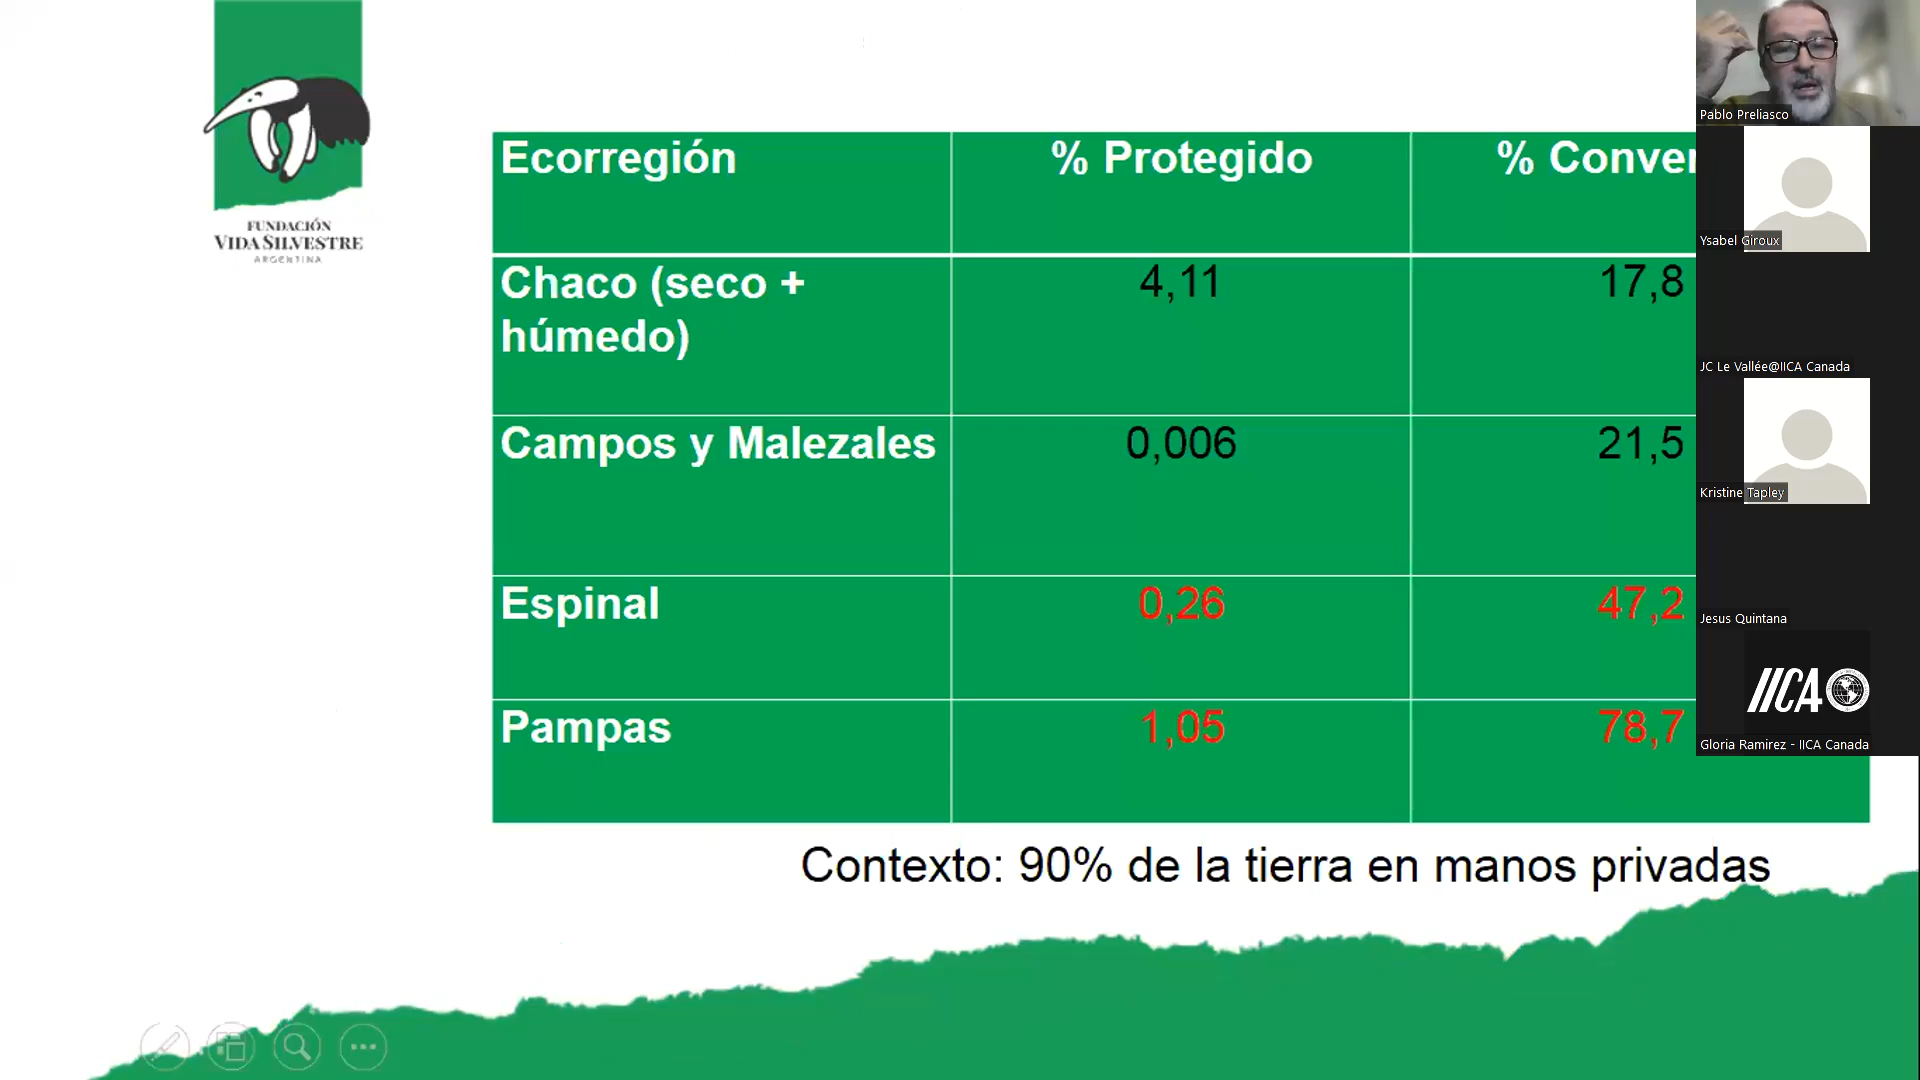 FUNDACIÓN
VIDA SILVESTRE
ARGENTINA
Ecorregión % Protegido % Conver
Chaco (seco + 4,11 17,8
húmedo)
Campos y Malezales 0,006 21,5
Espinal 0,26 47,2
Pampas 1,05 78,7
Contexto: 90% de la tierra en manos privadas
Pablo Preliasco
Ysabel Giroux
JC Le Vallée@IICA Canada
Kristine Tapley
Jesus Quintana
IICA
Gloria Ramirez - IICA Canada